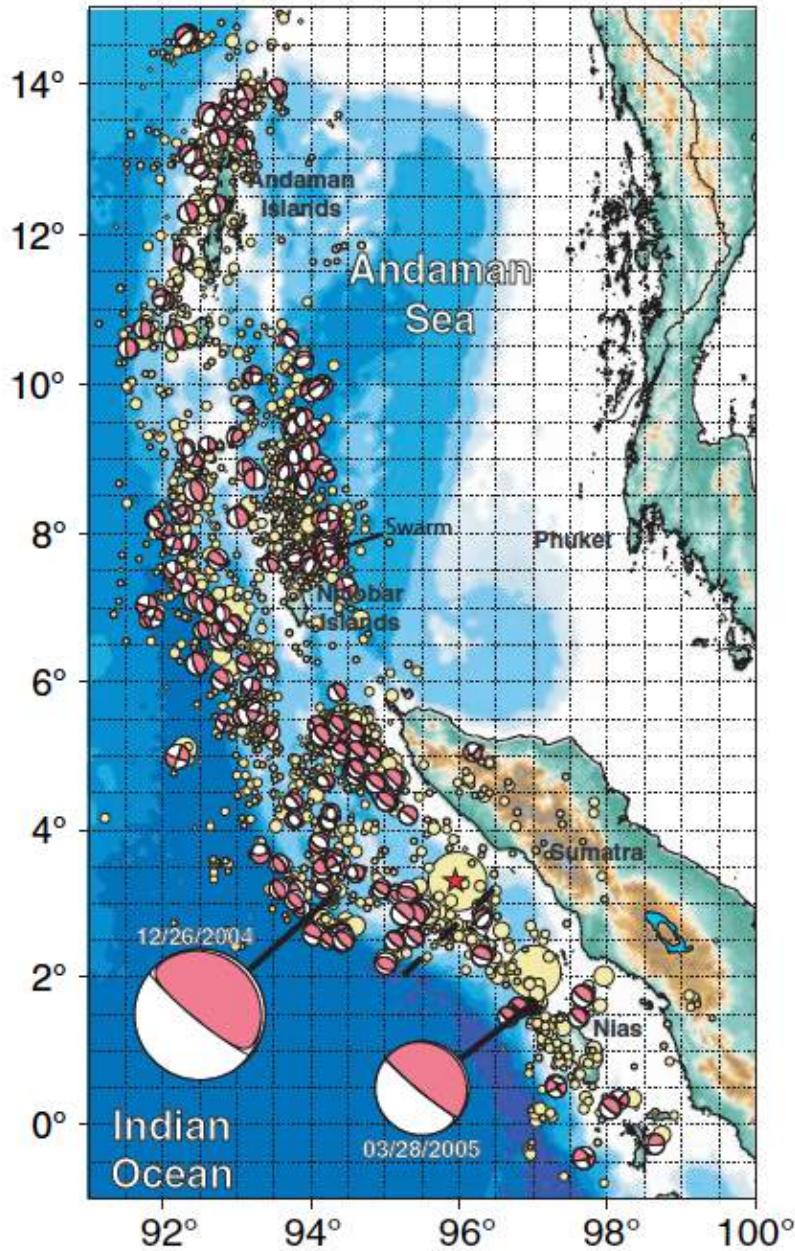 14°
Andaman
Islands
12°
Andaman
Sea
10°
Swarm
8°
Phuket
Nicobar
Islands
6°
4°
Sumatra
12/26/2004
2°
Nias
0°
Indian
Ocean
03/28/2005
92°
94°
96°
98°
100°